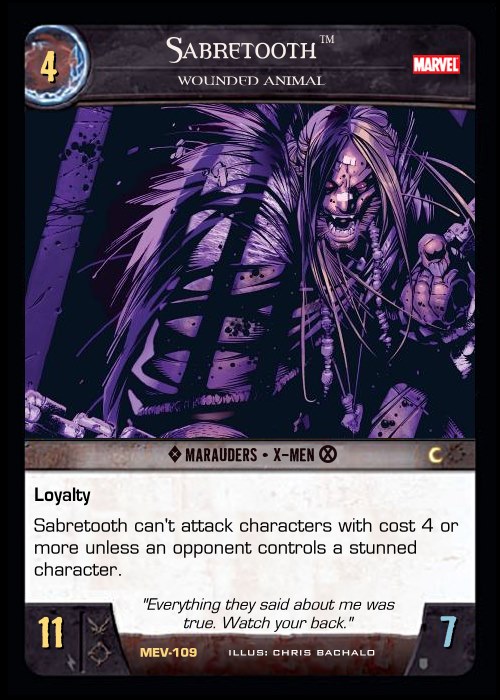 4
SABRETOOTH™
WOUNDED ANIMAL
MARVEL
MARAUDERS • X-MEN
C
Loyalty
Sabretooth can't attack characters with cost 4 or
more unless an opponent controls a stunned
character.
"Everything they said about me was
true. Watch your back."
11
7
MEV-109 ILLUS: CHRIS BACHALO